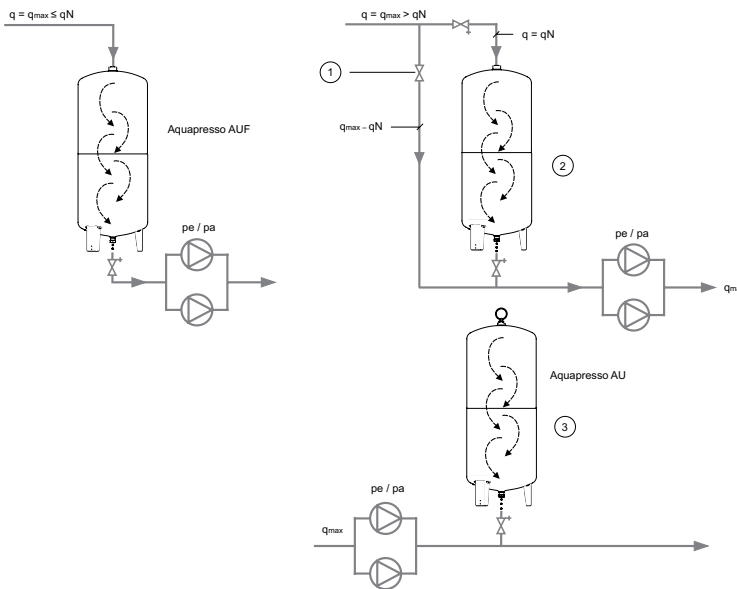 q = qmax ≤ qN
Aquapresso AUF
pe / pa
q = qmax > qN
q = qN
1
qmax – qN
2
pe / pa
qm
Aquapresso AU
3
pe / pa
qmax